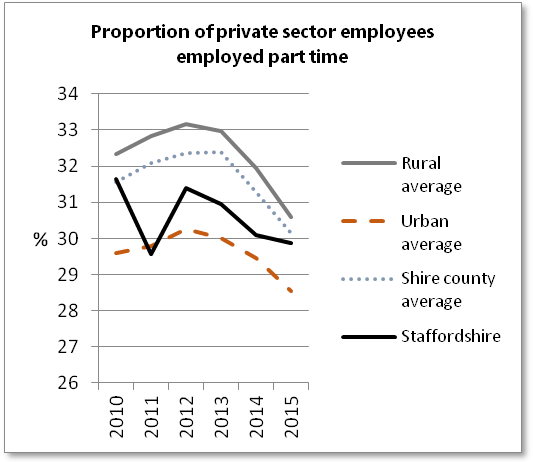 Proportion of private sector employees
employed part time
34
33
32
31
30
29
28
27
26
%
2010
2011
2012
2013
2014
2015
Rural
average
Urban
average
Shire county
average
Staffordshire